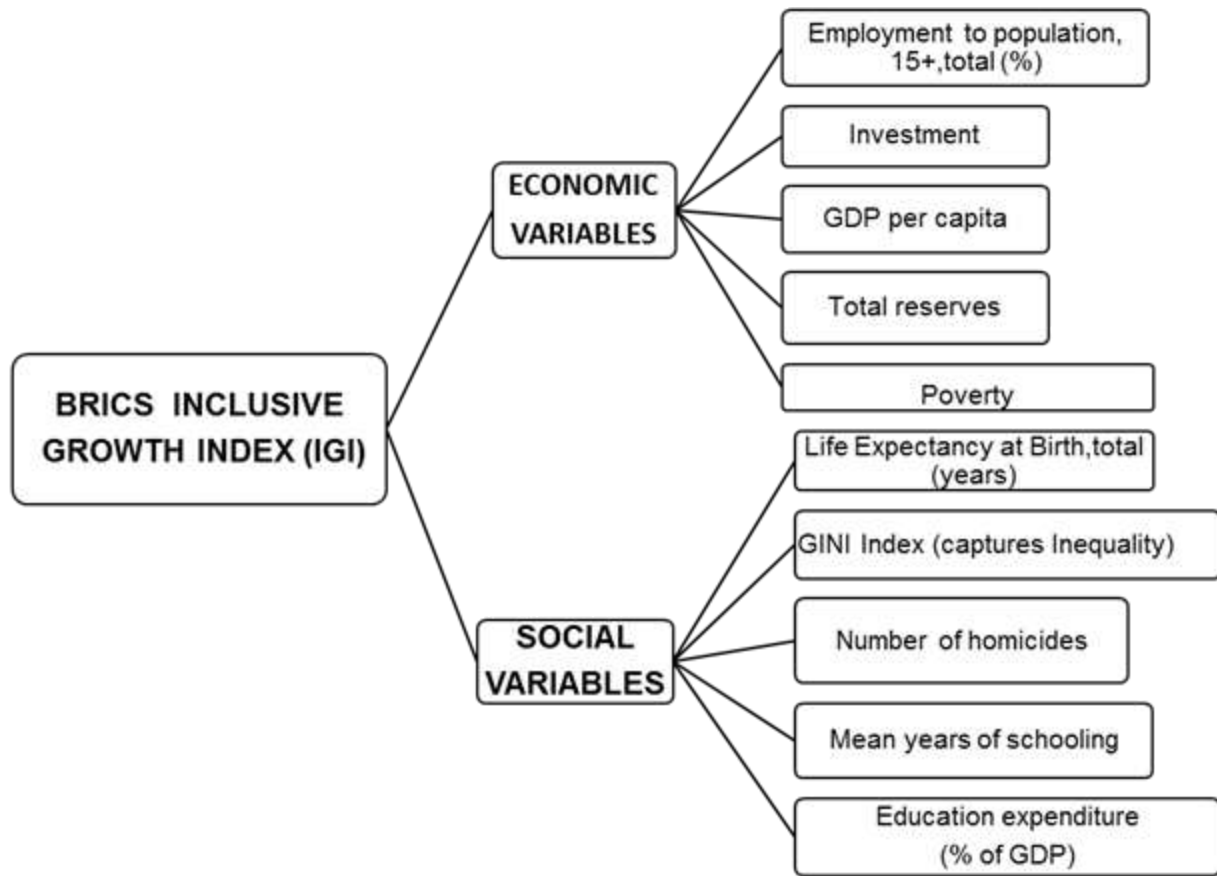 BRICS INCLUSIVE
GROWTH INDEX (IGI)
ECONOMIC
VARIABLES
Employment to population,
15+,total (%)
Investment
GDP per capita
Total reserves
Poverty
SOCIAL
VARIABLES
Life Expectancy at Birth,total
(years)
GINI Index (captures Inequality)
Number of homicides
Mean years of schooling
Education expenditure
(% of GDP)